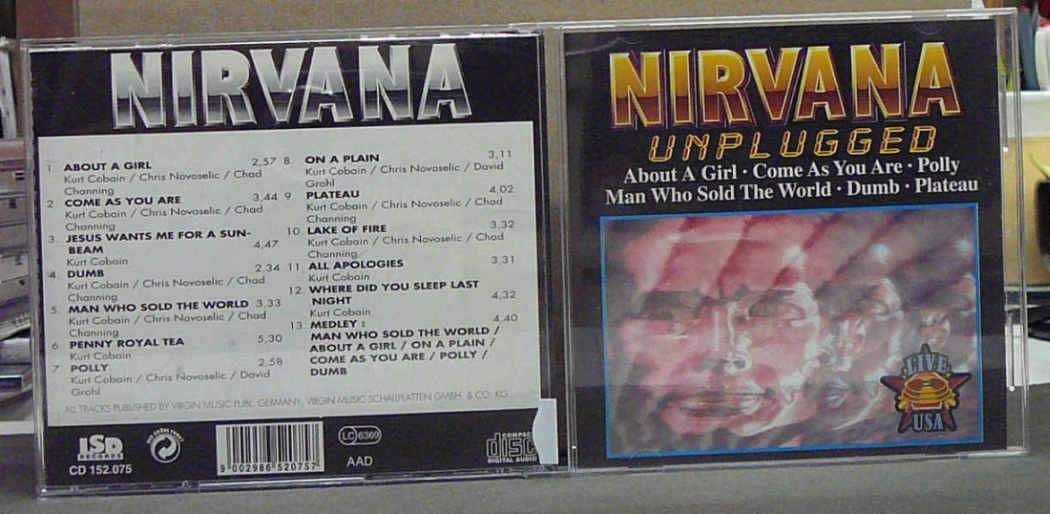 NIRVANA
1. ABOUT A GIRL 2,57
Kurt Cobain / Chris Novoselic / Chad
Channing
2 COME AS YOU ARE 3,44
Kurt Cobain / Chris Novoselic / Chad
Channing
3. JESUS WANTS ME FOR A SUN-
BEAM 4,47
Kurt Cobain
4. DUMB 2.34
Kurt Cobain / Chris Novoselic / Chad
Channing
5. MAN WHO SOLD THE WORLD 3,33
Kurt Cobain / Chris Novoselic / Chad
Channing
6 PENNY ROYAL TEA 5,30
Kurt Cobain
7. POLLY 2,58
Kurt Cobain / Chris Novoselic / David
Grohl
8. ON A PLAIN 3,11
Kurt Cobain / Chris Novoselic / David
Grohl
9 PLATEAU 4,02
Kurt Cobain / Chris Novoselic / Chad
Channing
10. LAKE OF FIRE 3,32
Kurt Cobain / Chris Novoselic / Chad
Channing
11. ALL APOLOGIES 3,31
Kurt Cobain
12. WHERE DID YOU SLEEP LAST
NIGHT 4,32
Kurt Cobain
13. MEDLEY : 4,40
MAN WHO SOLD THE WORLD /
ABOUT A GIRL / ON A PLAIN /
COME AS YOU ARE / POLLY /
DUMB
ALL TRACKS PUBLISHED BY VIRGIN MUSIC PUBL. GERMANY, VIRGIN MUSIC SCHALLPLATTEN GMBH. & CO. KG.
LSD
RECORDS
CD 152.075
DER GRÜNE PUNKT
9 002986 520757
LC 6369
AAD
COMPACT
disc
DIGITAL AUDIO
NIRVANA
UNPLUGGED
About A Girl · Come As You Are · Polly
Man Who Sold The World · Dumb · Plateau
LIVE
USA